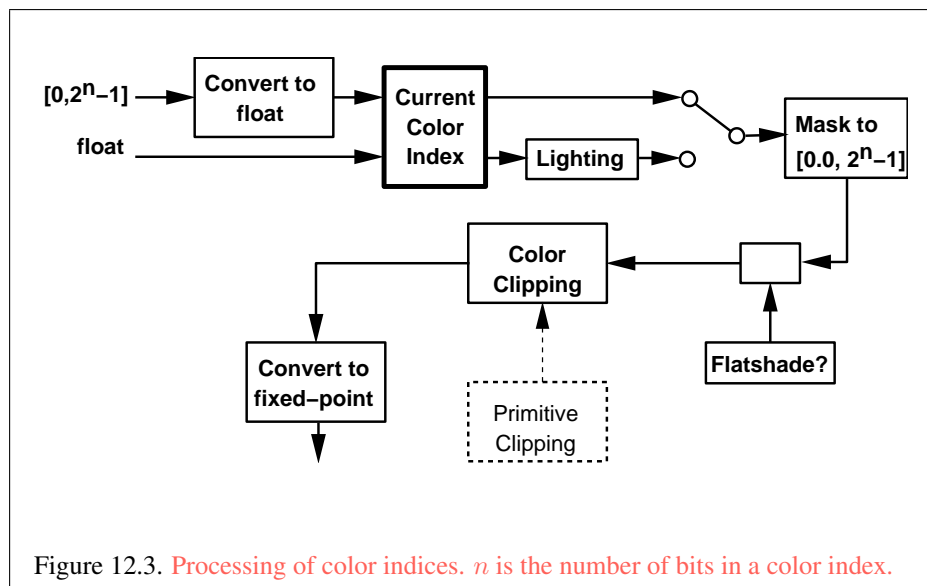 [0,2ⁿ−1]
Convert to
float
Current
Color
Index
float
Lighting
Mask to
[0.0, 2ⁿ−1]
Color
Clipping
Flatshade?
Convert to
fixed−point
Primitive
Clipping
Figure 12.3. Processing of color indices. n is the number of bits in a color index.